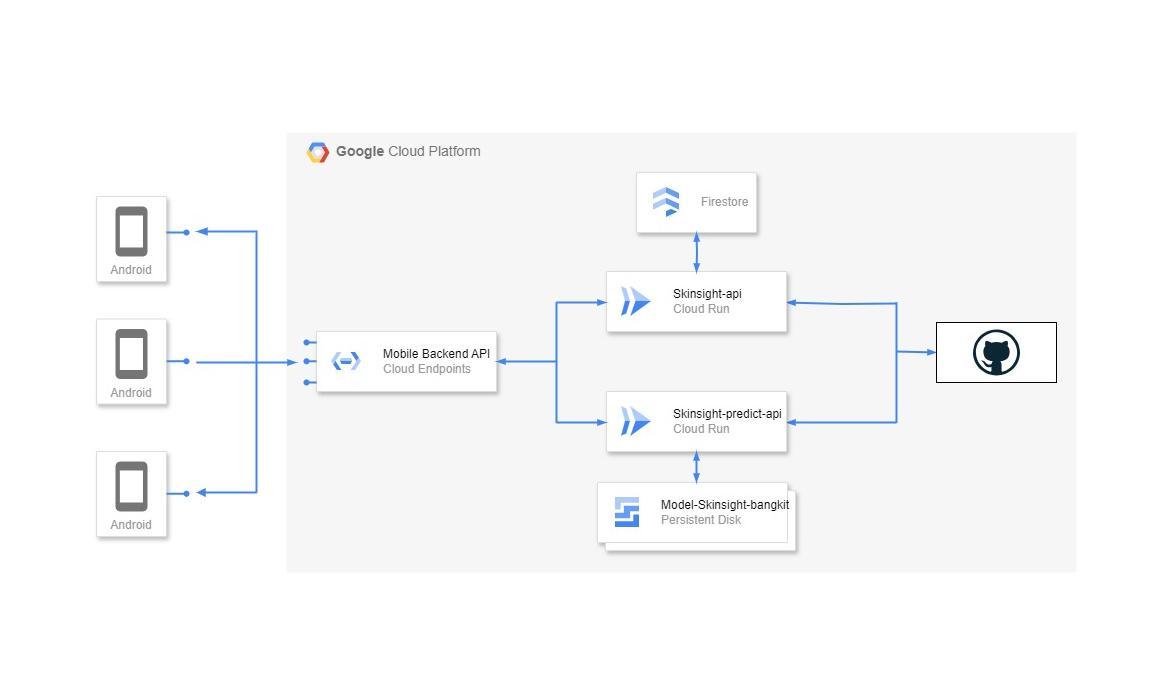 Google Cloud Platform
Firestore
Android
Skinsight-api
Cloud Run
Mobile Backend API
Cloud Endpoints
Android
Skinsight-predict-api
Cloud Run
Android
Model-Skinsight-bangkit
Persistent Disk